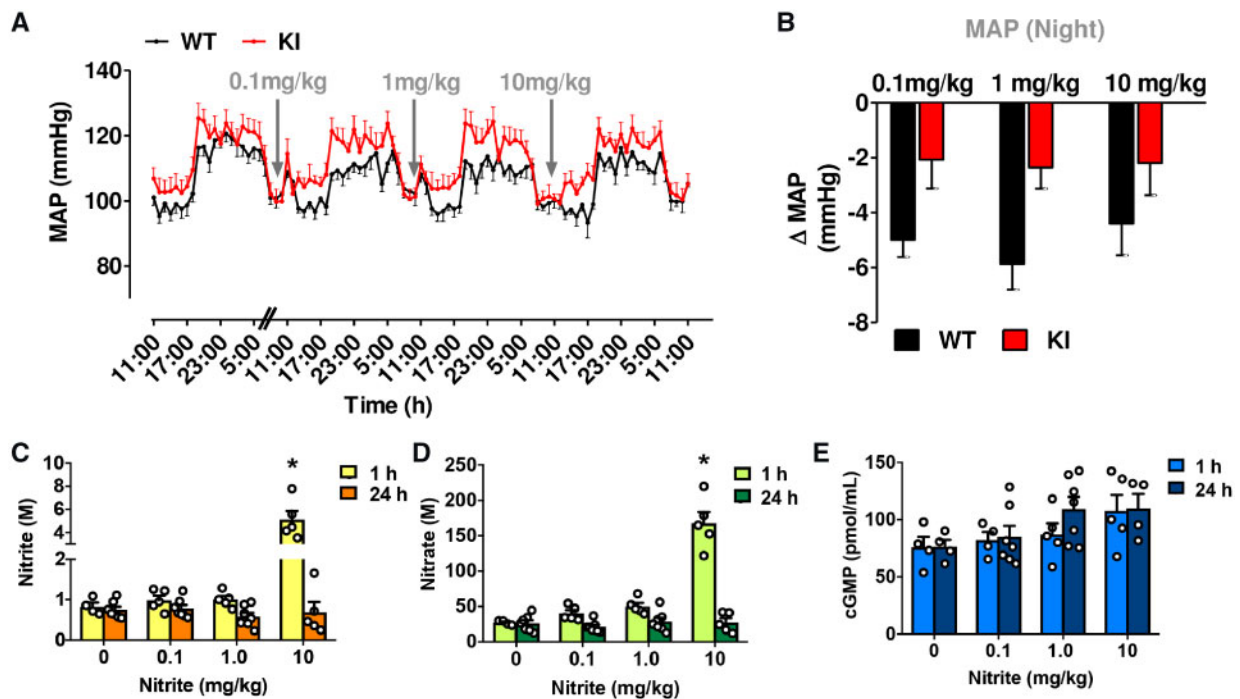 A
WT KI
0.1mg/kg 1mg/kg 10mg/kg
140
120
100
80
MAP (mmHg)
11:00 17:00 23:00 5:00 11:00 17:00 23:00 5:00 11:00 17:00 23:00 5:00 11:00 17:00 23:00 5:00 11:00
Time (h)
B
MAP (Night)
0.1mg/kg 1 mg/kg 10 mg/kg
0
-2
-4
-6
-8
Δ MAP
(mmHg)
WT KI
C
10
8
6
4
2
1
0
Nitrite (M)
*
1 h
24 h
0 0.1 1.0 10
Nitrite (mg/kg)
D
250
200
150
100
50
0
Nitrate (M)
*
1 h
24 h
0 0.1 1.0 10
Nitrite (mg/kg)
E
150
100
50
0
cGMP (pmol/mL)
1 h
24 h
0 0.1 1.0 10
Nitrite (mg/kg)